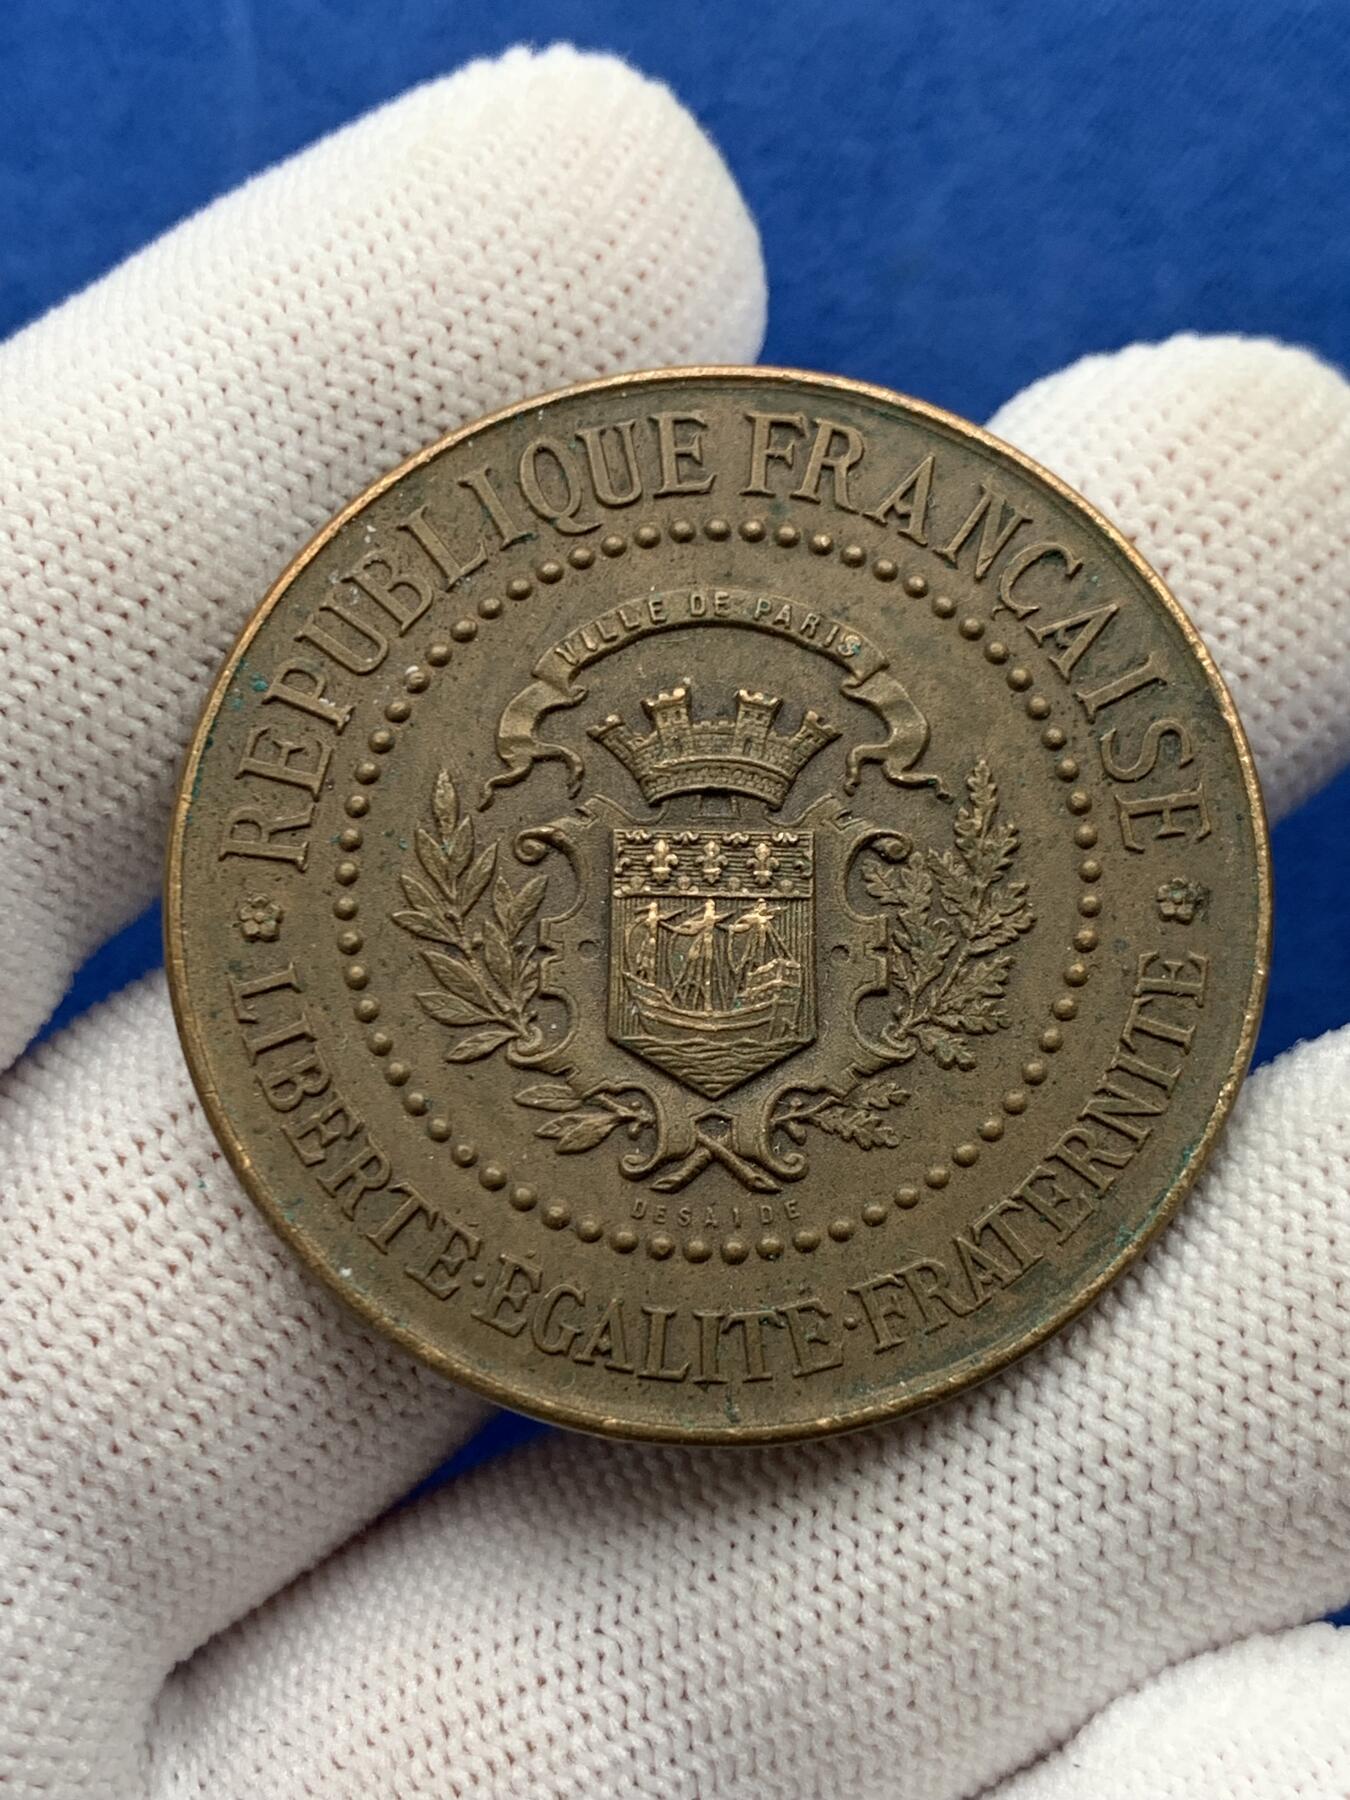 REPUBLIQUE FRANÇAISE
VILLE DE PARIS
DESAIDE
LIBERTE·EGALITE·FRATERNITE